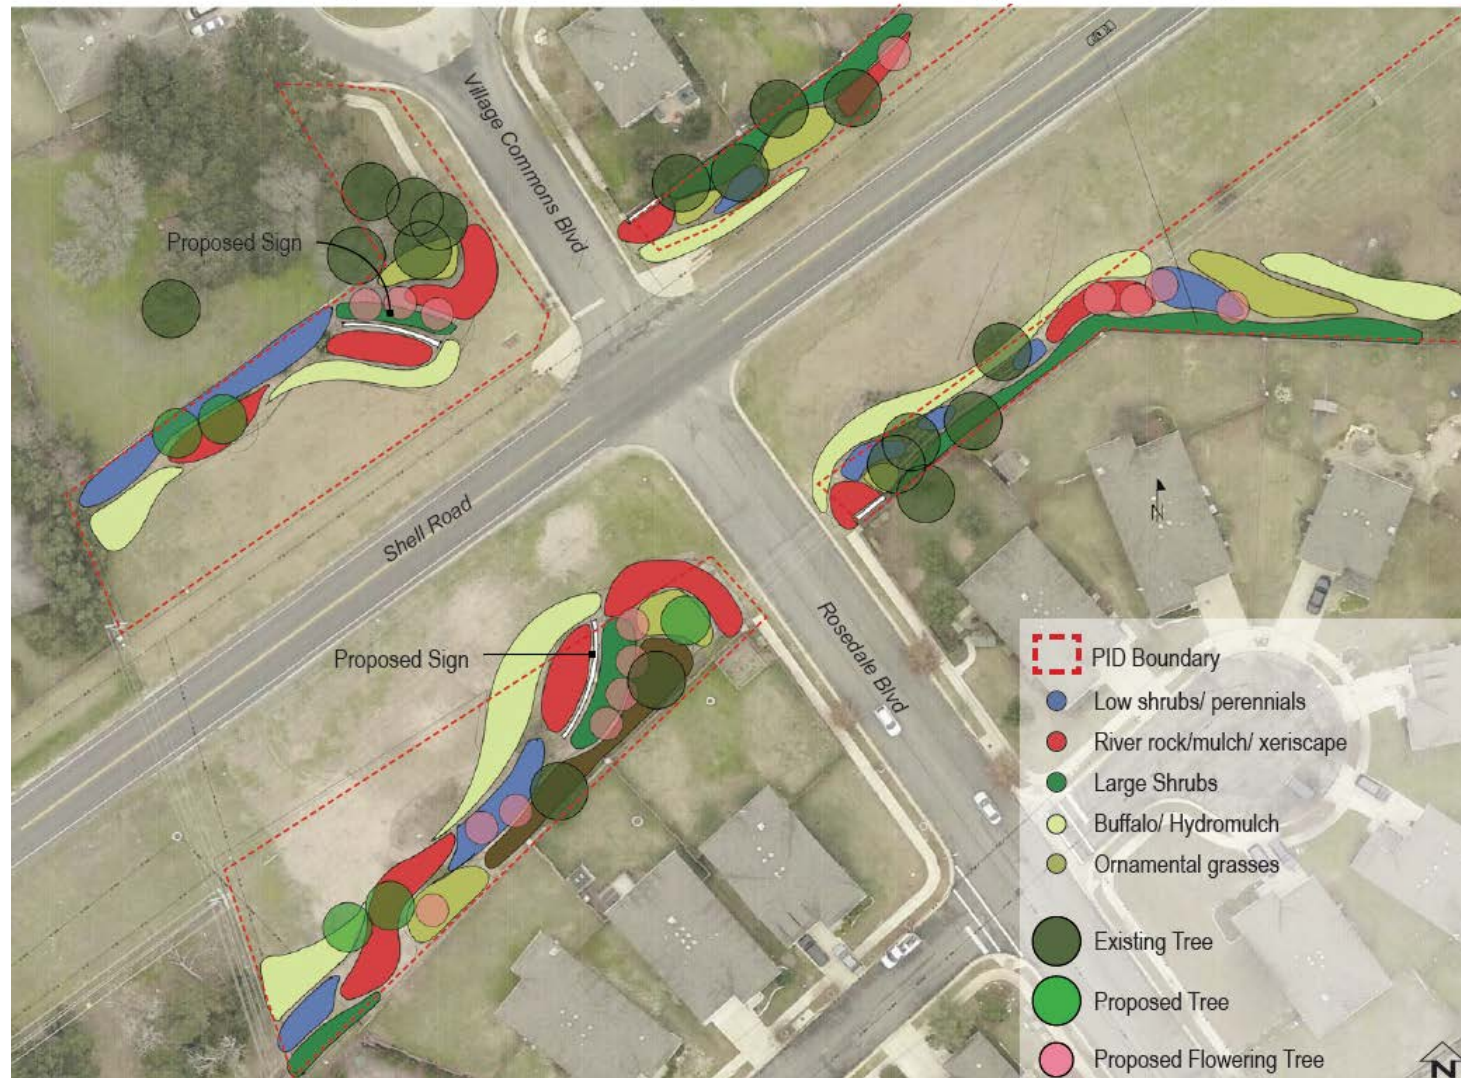 Village Commons Blvd
Proposed Sign
Shell Road
Proposed Sign
Rosedale Blvd
N
PID Boundary
Low shrubs/ perennials
River rock/mulch/ xeriscape
Large Shrubs
Buffalo/ Hydromulch
Ornamental grasses
Existing Tree
Proposed Tree
Proposed Flowering Tree
N